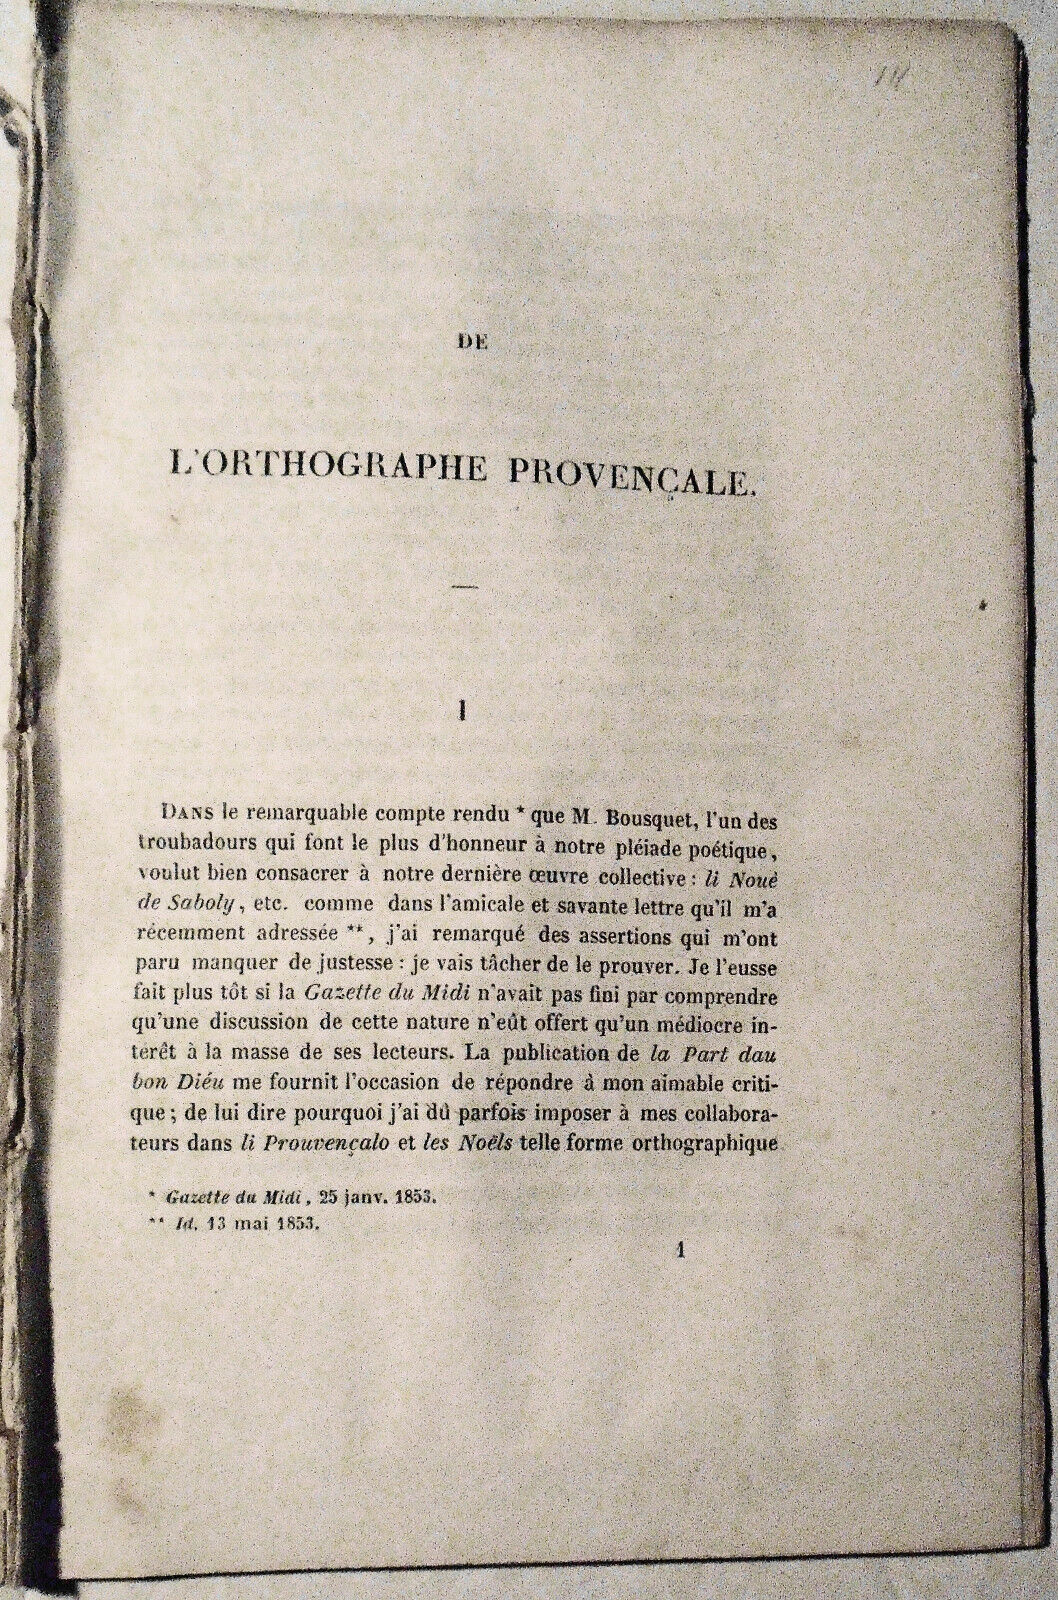 14
DE
L'ORTHOGRAPHE PROVENÇALE.
I
DANS le remarquable compte rendu * que M. Bousquet, l'un des
troubadours qui font le plus d'honneur à notre pléiade poétique,
voulut bien consacrer à notre dernière œuvre collective : li Nouè
de Saboly, etc. comme dans l'amicale et savante lettre qu'il m'a
récemment adressée **, j'ai remarqué des assertions qui m'ont
paru manquer de justesse : je vais tâcher de le prouver. Je l'eusse
fait plus tôt si la Gazette du Midi n'avait pas fini par comprendre
qu'une discussion de cette nature n'eût offert qu'un médiocre in-
térêt à la masse de ses lecteurs. La publication de la Part dau
bon Diéu me fournit l'occasion de répondre à mon aimable criti-
que ; de lui dire pourquoi j'ai dû parfois imposer à mes collabora-
teurs dans li Prouvençalo et les Noëls telle forme orthographique
* Gazette du Midi, 25 janv. 1853.
** Id. 13 mai 1853.
1